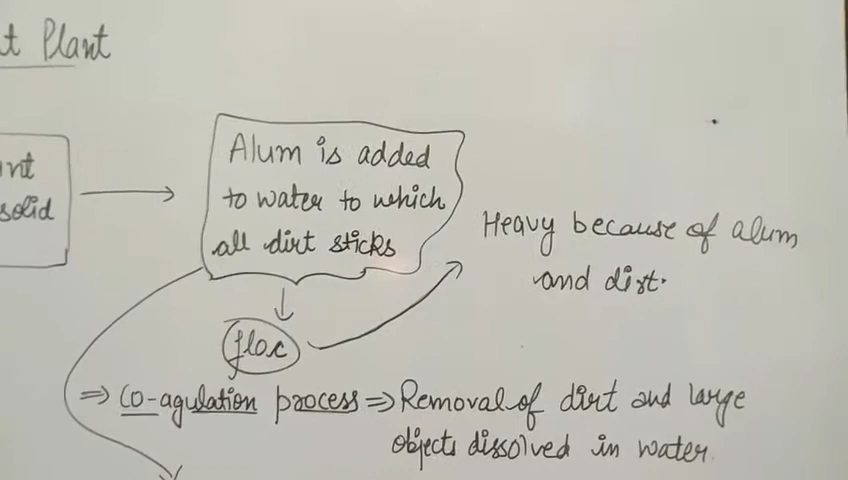 t Plant
nt
solid
Alum is added
to water to which
all dirt sticks
Heavy because of alum
and dirt.
floc
⇒ Co-agulation process ⇒ Removal of dirt and large
objects dissolved in water.